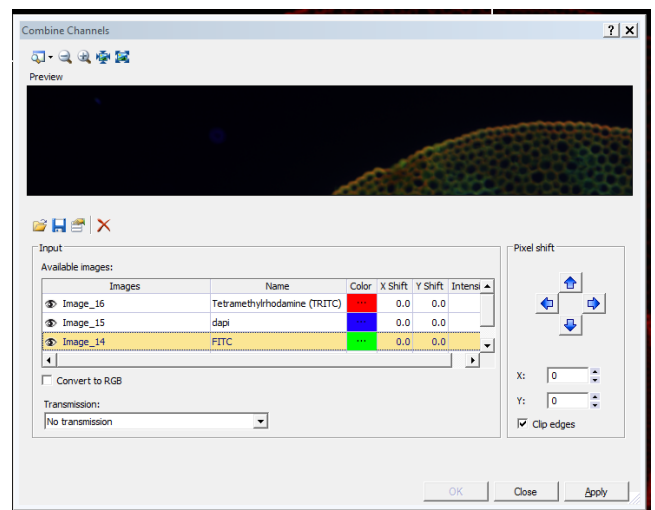 Combine Channels
Preview
Input
Available images:
Images Name Color X Shift Y Shift Intensi
Image_16 Tetramethylrhodamine (TRITC) ... 0.0 0.0
Image_15 dapi ... 0.0 0.0
Image_14 FITC ... 0.0 0.0
Convert to RGB
Transmission:
No transmission
Pixel shift
X: 0
Y: 0
Clip edges
OK Close Apply